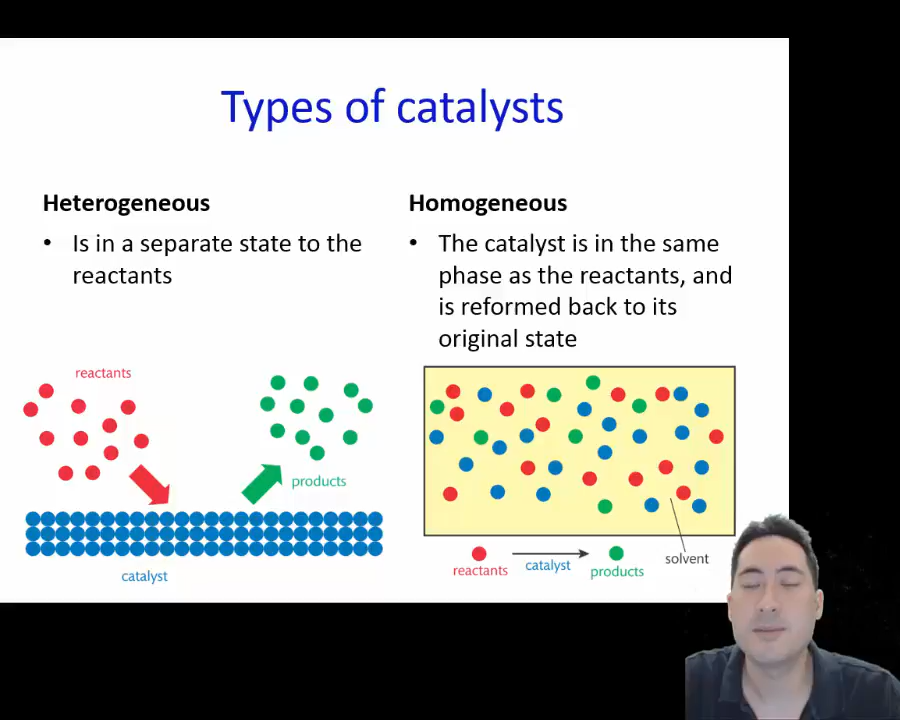 Types of catalysts
Heterogeneous
• Is in a separate state to the
reactants
Homogeneous
• The catalyst is in the same
phase as the reactants, and
is reformed back to its
original state
reactants
products
catalyst
reactants
catalyst
products
solvent